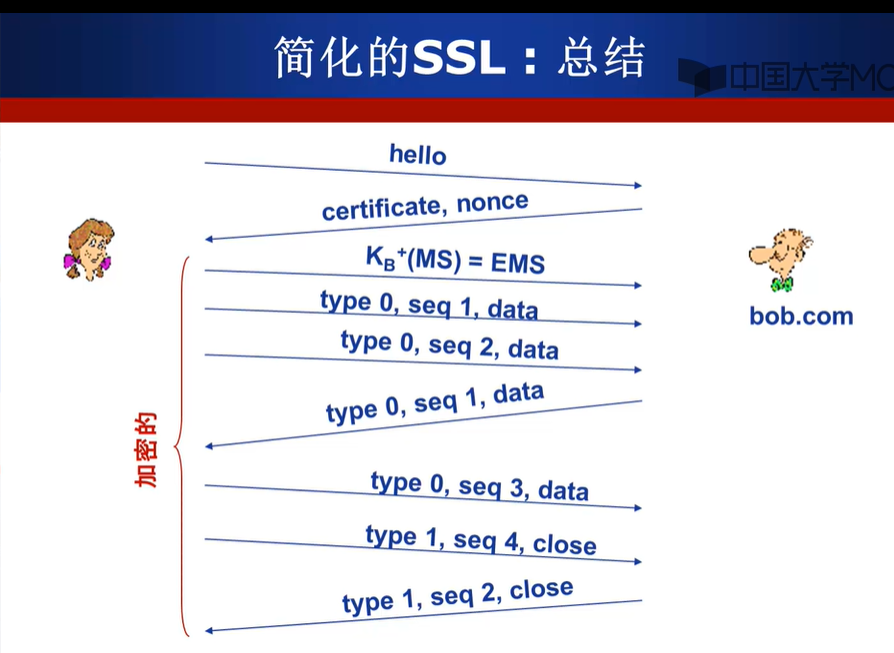 简化的SSL：总结
中国大学MO
hello
certificate, nonce
K_B⁺(MS) = EMS
type 0, seq 1, data
type 0, seq 2, data
type 0, seq 1, data
type 0, seq 3, data
type 1, seq 4, close
type 1, seq 2, close
加密的
bob.com